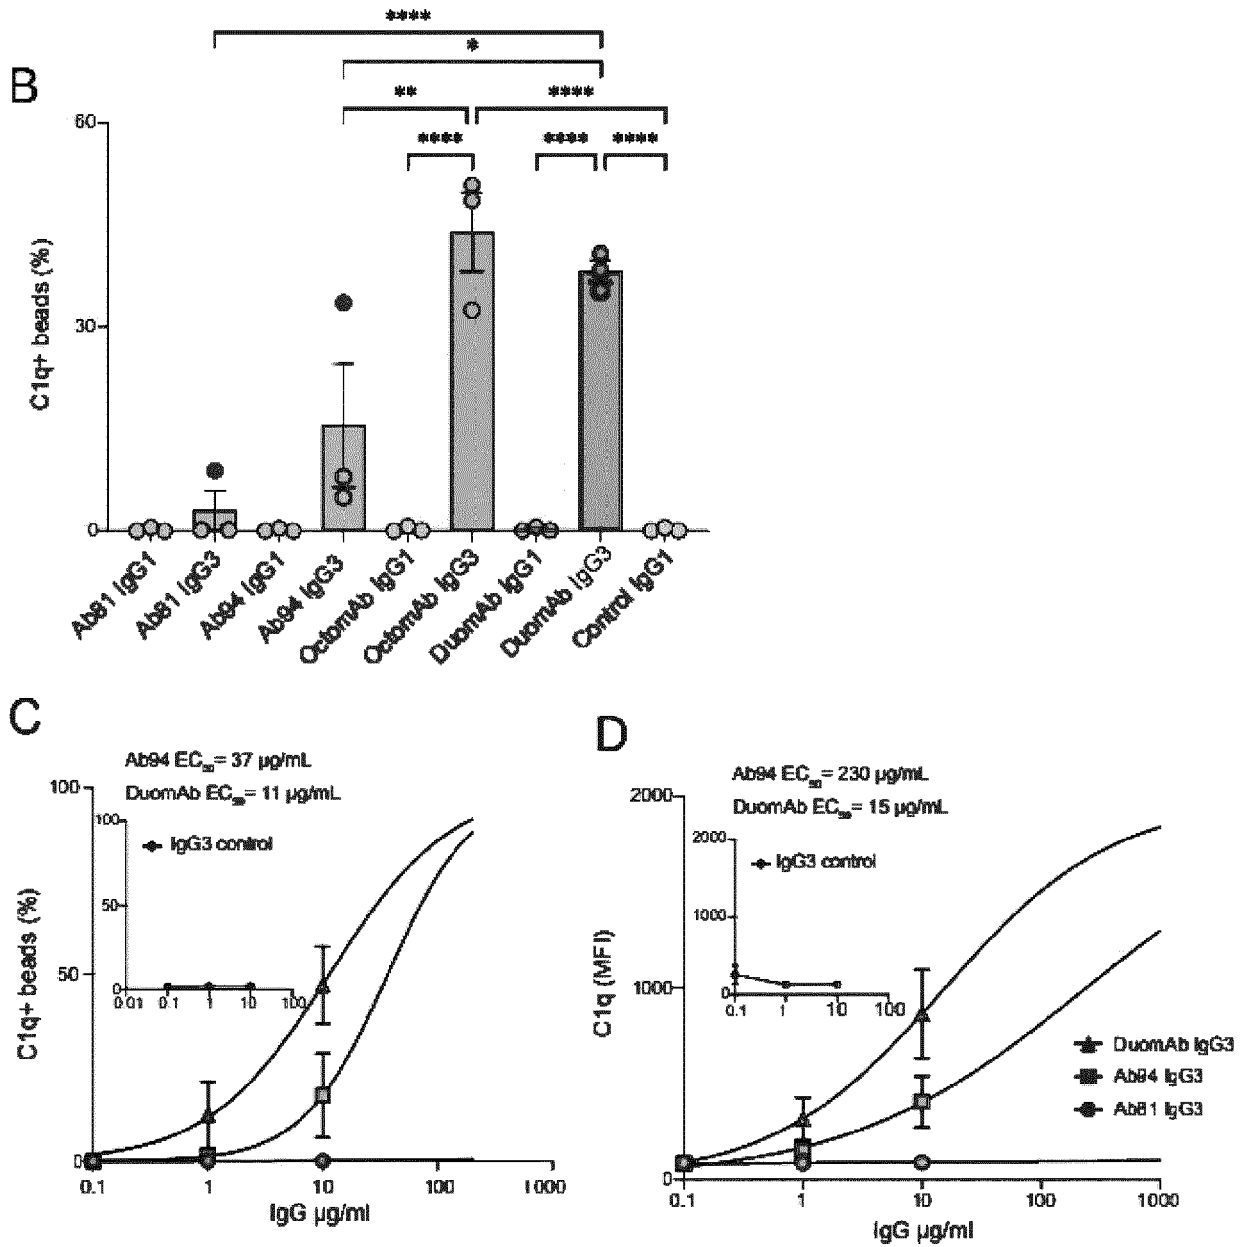 ****
*
B
** ****
**** **** ****
60
30
0
C1q+ beads (%)
Ab81 IgG1
Ab81 IgG3
Ab94 IgG1
Ab94 IgG3
OctomAb IgG1
OctomAb IgG3
DuomAb IgG1
DuomAb IgG3
Control IgG1
C
Ab94 EC50= 37 µg/mL
DuomAb EC50= 11 µg/mL
100
50
0
C1q+ beads (%)
100
50
0
IgG3 control
0.01 0.1 1 10 100
0.1 1 10 100 1000
IgG µg/ml
D
Ab94 EC50= 230 µg/mL
DuomAb EC50= 15 µg/mL
2000
1000
0
C1q (MFI)
2000
1000
0
IgG3 control
0.1 1 10 100
DuomAb IgG3
Ab94 IgG3
Ab81 IgG3
0.1 1 10 100 1000
IgG µg/ml